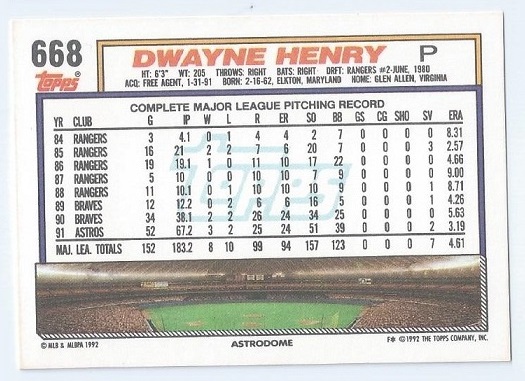 668 DWAYNE HENRY P
Topps® HT: 6'3" WT: 205 THROWS: RIGHT BATS: RIGHT DRFT: RANGERS #2-JUNE, 1980
ACQ: FREE AGENT, 1-31-91 BORN: 2-16-62, ELKTON, MARYLAND HOME: GLEN ALLEN, VIRGINIA
COMPLETE MAJOR LEAGUE PITCHING RECORD
YR CLUB G IP W L R ER SO BB GS CG SHO SV ERA
84 RANGERS 3 4.1 0 1 4 4 2 7 0 0 0 0 8.31
85 RANGERS 16 21 2 2 7 6 20 7 0 0 0 3 2.57
86 RANGERS 19 19.1 1 0 11 10 17 22 0 0 0 0 4.66
87 RANGERS 5 10 0 0 10 10 7 9 0 0 0 0 9.00
88 RANGERS 11 10.1 0 1 15 10 10 9 0 0 0 1 8.71
89 BRAVES 12 12.2 0 2 6 6 16 5 0 0 0 1 4.26
90 BRAVES 34 38.1 2 2 26 24 34 25 0 0 0 0 5.63
91 ASTROS 52 67.2 3 2 25 24 51 39 0 0 0 2 3.19
MAJ. LEA. TOTALS 152 183.2 8 10 99 94 157 123 0 0 0 7 4.61
Topps
© MLB & MLBPA 1992 ASTRODOME F✻ © 1992 THE TOPPS COMPANY, INC.